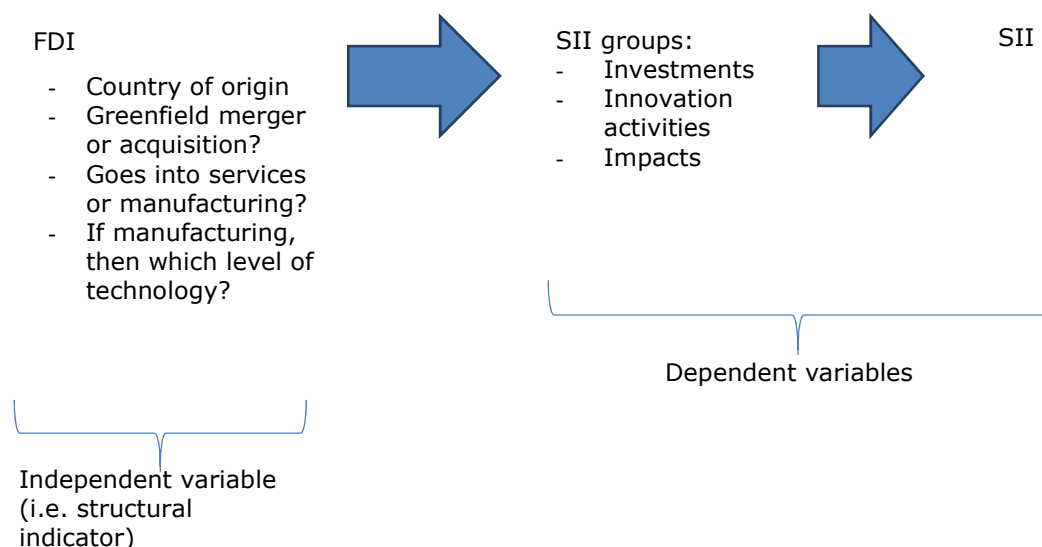 FDI
- Country of origin
- Greenfield merger
or acquisition?
- Goes into services
or manufacturing?
- If manufacturing,
then which level of
technology?
SII groups:
- Investments
- Innovation
activities
- Impacts
SII
Dependent variables
Independent variable
(i.e. structural
indicator)